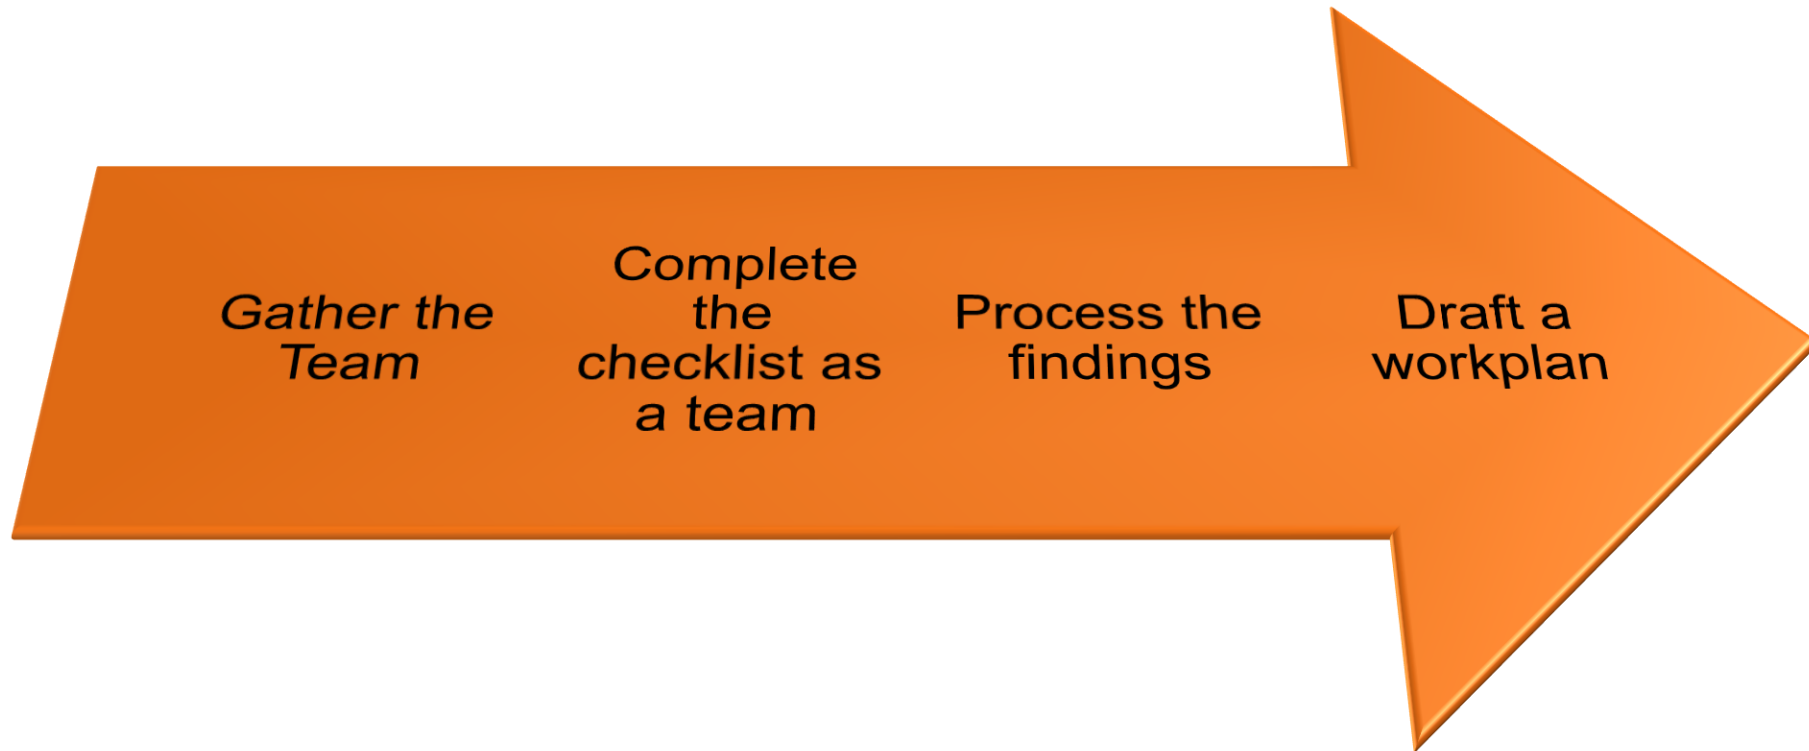 Gather the
Team
Complete
the
checklist as
a team
Process the
findings
Draft a
workplan